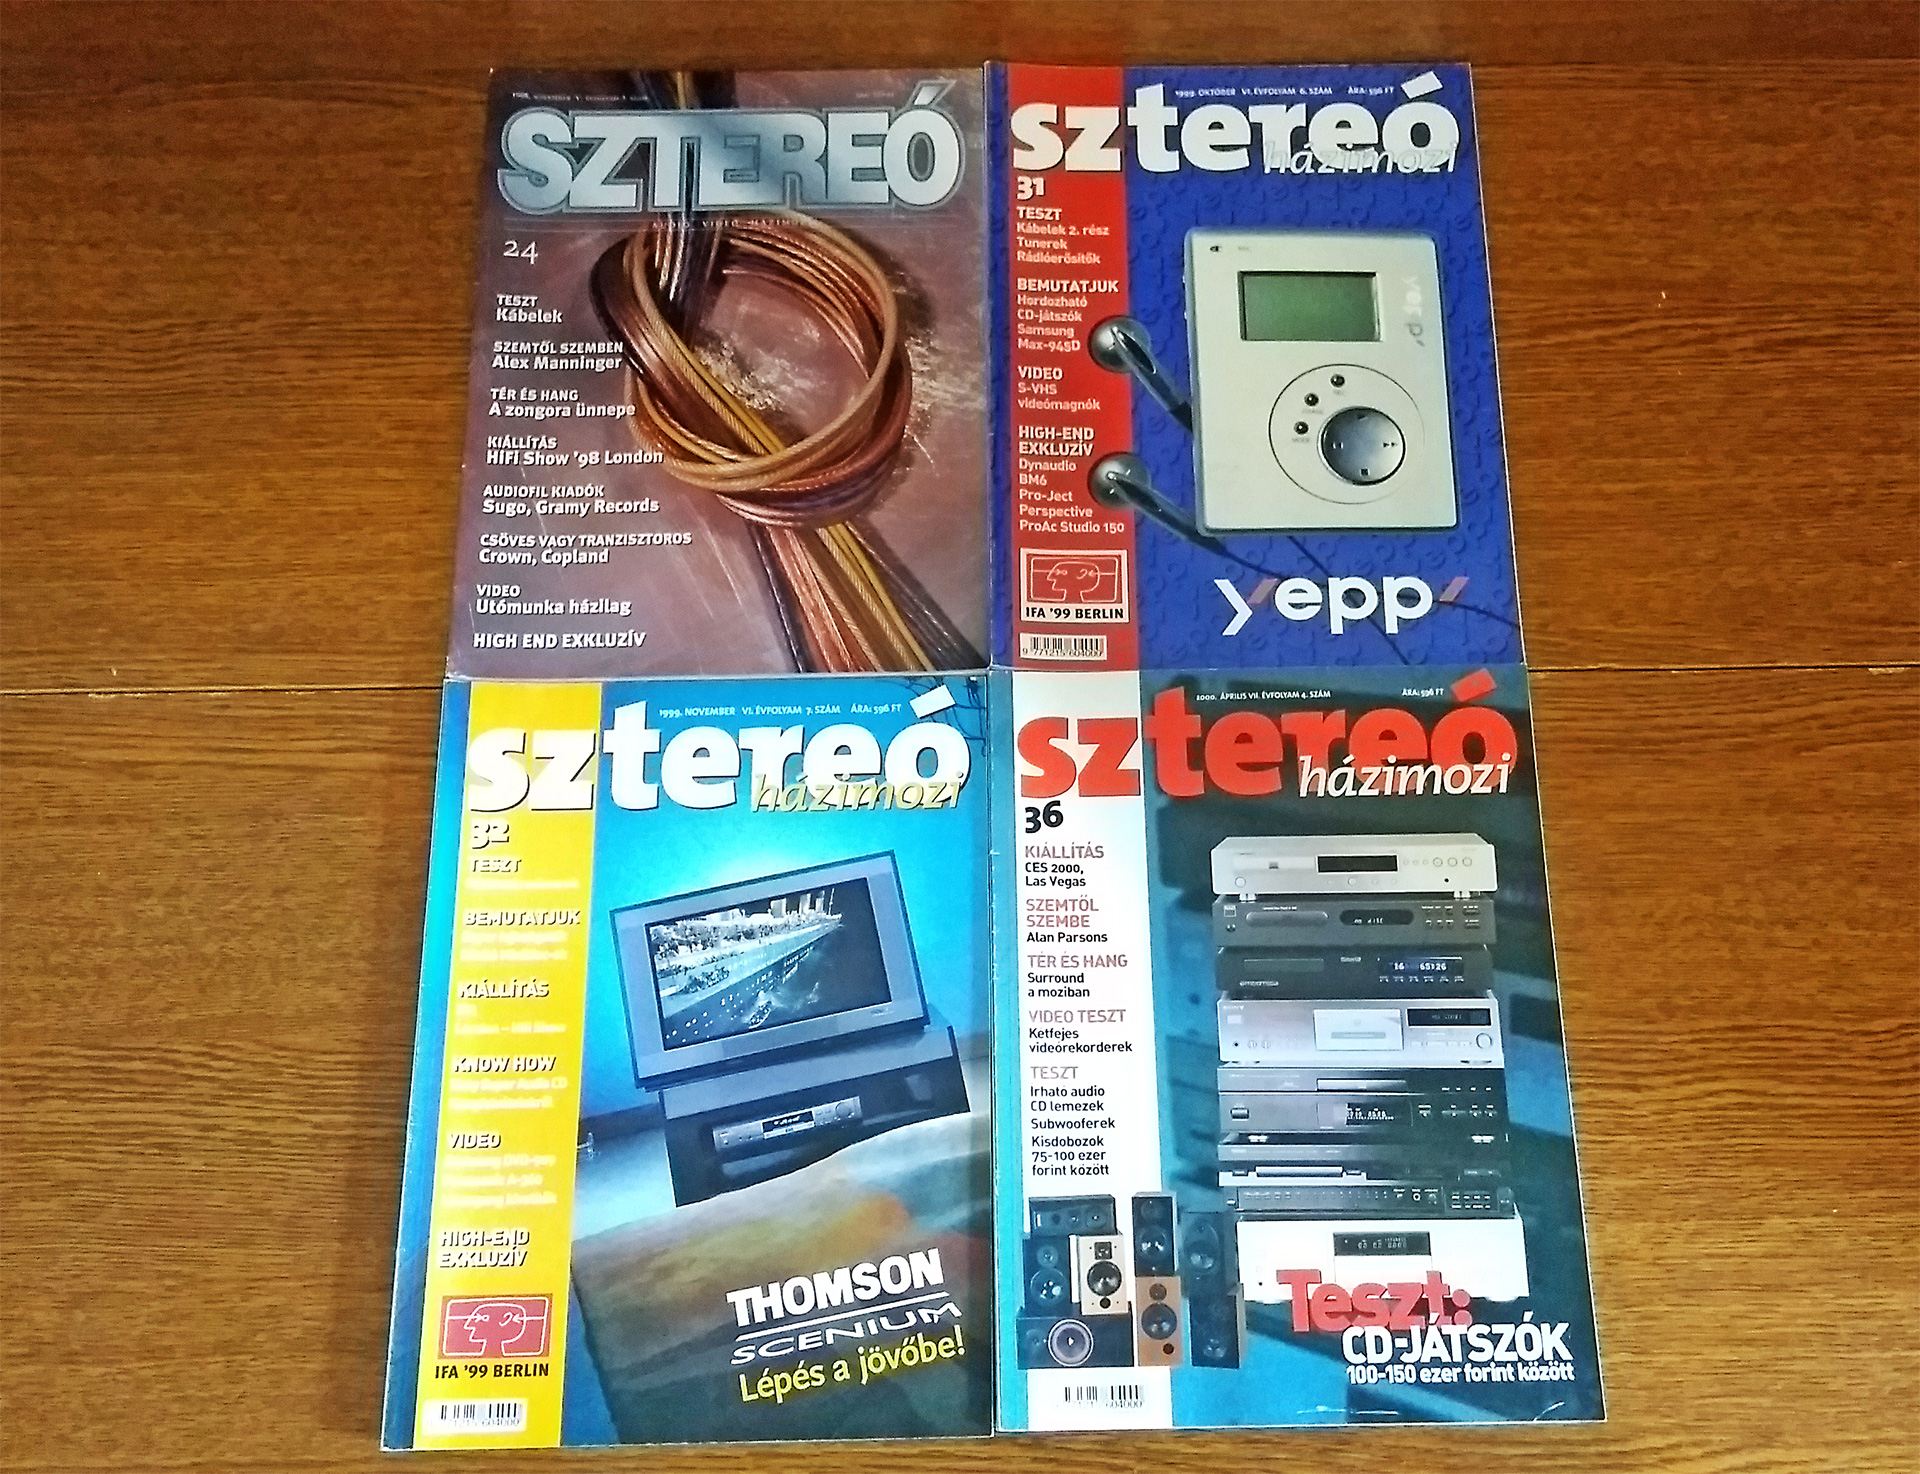 SZTEREÓ
24
TESZT
Kábelek
SZEMTŐL SZEMBEN
Alex Manninger
TÉR ÉS HANG
A zongora ünnepe
KIÁLLÍTÁS
HiFi Show '98 London
AUDIOFIL KIADÓK
Sugo, Gramy Records
CSÖVES VAGY TRANZISZTOROS
Crown, Copland
VIDEO
Utómunka házilag
HIGH END EXKLUZÍV
1999. OKTÓBER VI. ÉVFOLYAM 6. SZÁM ÁRA: 596 FT
sztereó
házimozi
31
TESZT
Kábelek 2. rész
Tunerek
Rádióerősítők
BEMUTATJUK
Hordozható
CD-játszók
Samsung
Max-945D
VIDEO
S-VHS
videómagnók
HIGH-END
EXKLUZÍV
Dynaudio
BM6
Pro-Ject
Perspective
ProAc Studio 150
IFA '99 BERLIN
9 771215 604000
yepp
1999. NOVEMBER VI. ÉVFOLYAM 7. SZÁM ÁRA: 596 FT
sztereó
házimozi
32
TESZT
BEMUTATJUK
KIÁLLÍTÁS
KNOW HOW
VIDEO
HIGH-END
EXKLUZÍV
IFA '99 BERLIN
THOMSON
SCENIUM
Lépés a jövőbe!
2000. ÁPRILIS VII. ÉVFOLYAM 4. SZÁM ÁRA: 596 FT
sztereó
házimozi
36
KIÁLLÍTÁS
CES 2000,
Las Vegas
SZEMTŐL
SZEMBE
Alan Parsons
TÉR ÉS HANG
Surround
a moziban
VIDEO TESZT
Ketfejes
videorekorderek
TESZT
Irható audio
CD lemezek
Subwooferek
Kisdobozok
75-100 ezer
forint között
Teszt:
CD-JÁTSZÓK
100-150 ezer forint között